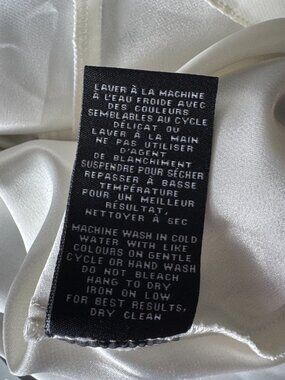 LAVER À LA MACHINE
À L'EAU FROIDE AVEC
DES COULEURS
SEMBLABLES AU CYCLE
DÉLICAT OU
LAVER À LA MAIN
NE PAS UTILISER
D'AGENT
DE BLANCHIMENT
SUSPENDRE POUR SÉCHER
REPASSER À BASSE
TEMPÉRATURE
POUR UN MEILLEUR
RÉSULTAT,
NETTOYER À SEC
MACHINE WASH IN COLD
WATER WITH LIKE
COLOURS ON GENTLE
CYCLE OR HAND WASH
DO NOT BLEACH
HANG TO DRY
IRON ON LOW
FOR BEST RESULTS,
DRY CLEAN